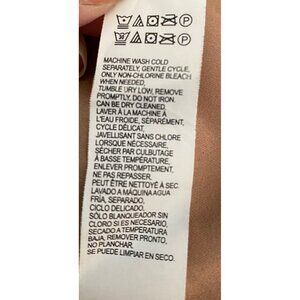 MACHINE WASH COLD
SEPARATELY, GENTLE CYCLE,
ONLY NON-CHLORINE BLEACH
WHEN NEEDED,
TUMBLE DRY LOW, REMOVE
PROMPTLY, DO NOT IRON.
CAN BE DRY CLEANED.
LAVER À LA MACHINE À
L'EAU FROIDE, SÉPARÉMENT,
CYCLE DÉLICAT,
JAVELLISANT SANS CHLORE
LORSQUE NÉCESSAIRE,
SÉCHER PAR CULBUTAGE
À BASSE TEMPÉRATURE,
ENLEVER PROMPTEMENT,
NE PAS REPASSER.
PEUT ÊTRE NETTOYÉ À SEC.
LAVADO A MÁQUINA AGUA
FRÍA, SEPARADO,
CICLO DELICADO,
SÓLO BLANQUEADOR SIN
CLORO SI ES NECESARIO,
SECADO A TEMPERATURA
BAJA, REMOVER PRONTO,
NO PLANCHAR.
SE PUEDE LIMPIAR EN SECO.